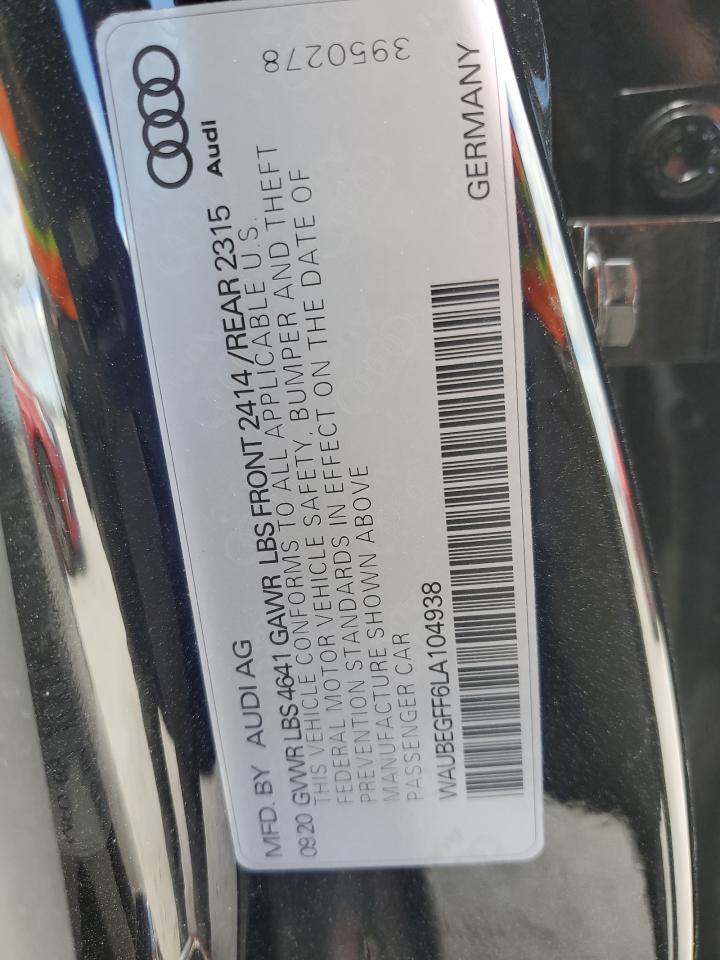 MFD. BY AUDI AG
Audi
0920 GVWR LBS 4641 GAWR LBS FRONT 2414 /REAR 2315
THIS VEHICLE CONFORMS TO ALL APPLICABLE U.S.
FEDERAL MOTOR VEHICLE SAFETY, BUMPER AND THEFT
PREVENTION STANDARDS IN EFFECT ON THE DATE OF
MANUFACTURE SHOWN ABOVE
PASSENGER CAR
3950278
WAUBEGFF6LA104938
GERMANY